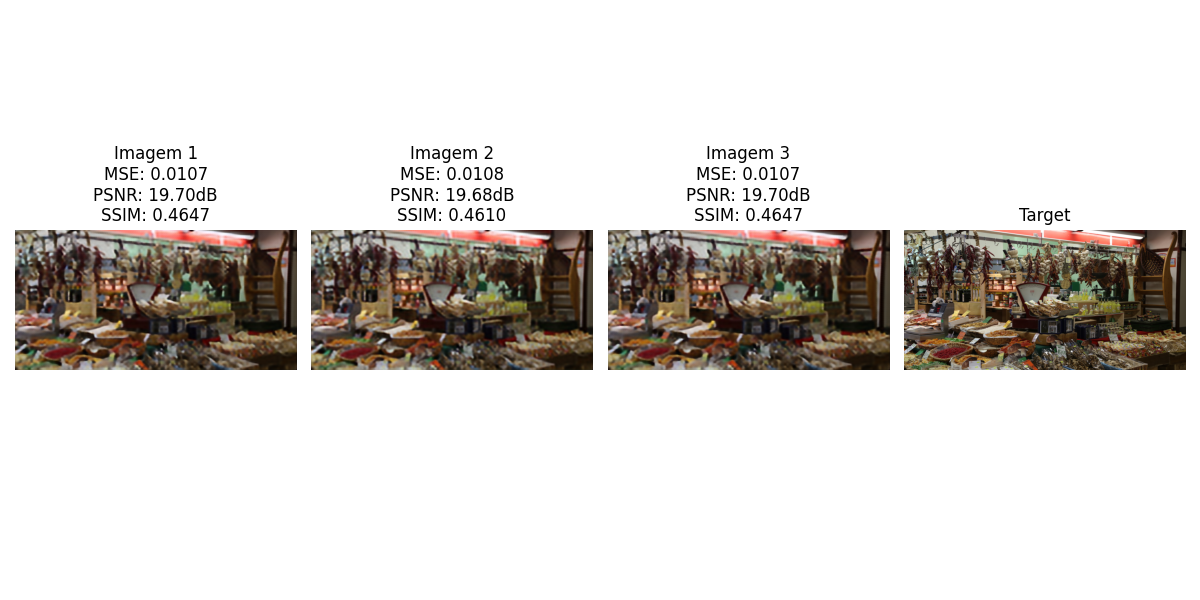 Imagem 1
MSE: 0.0107
PSNR: 19.70dB
SSIM: 0.4647
Imagem 2
MSE: 0.0108
PSNR: 19.68dB
SSIM: 0.4610
Imagem 3
MSE: 0.0107
PSNR: 19.70dB
SSIM: 0.4647
Target